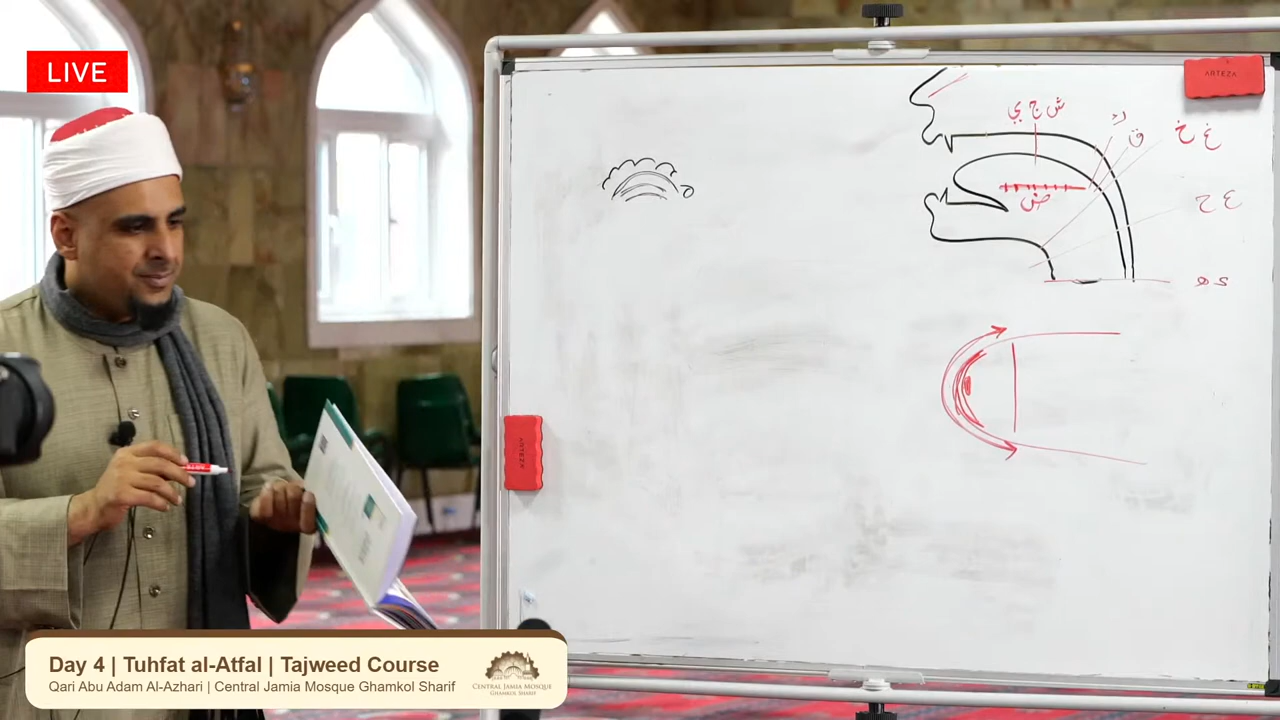 LIVE
ARTEZA
ش ج ي
ك
ق
غ خ
ض
ع ح
ء ه
ARTEZA
Day 4 | Tuhfat al-Atfal | Tajweed Course
Qari Abu Adam Al-Azhari | Central Jamia Mosque Ghamkol Sharif
CENTRAL JAMIA MOSQUE
GHAMKOL SHARIF